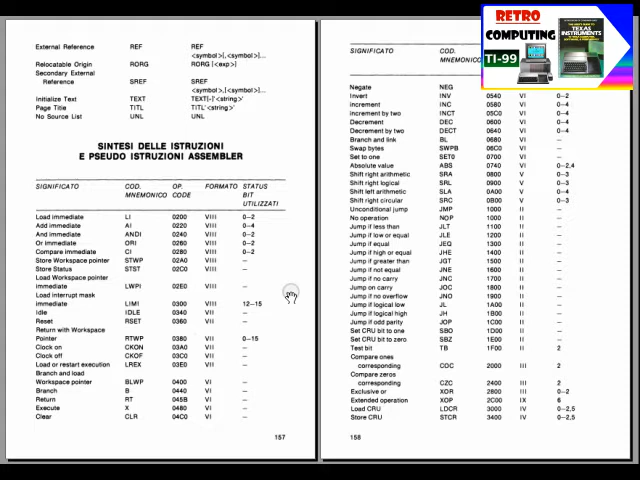 External Reference REF REF
<symbol>|,<symbol>|...
Relocatable Origin RORG RORG |<exp>|
Secondary External
Reference SREF SREF
<symbol>,|<symbol>|...
Initialize Text TEXT TEXT|-|'<string>'
Page Title TITL TITL'<string>'
No Source List UNL UNL
SINTESI DELLE ISTRUZIONI
E PSEUDO ISTRUZIONI ASSEMBLER
SIGNIFICATO COD. OP. FORMATO STATUS
MNEMONICO CODE BIT
UTILIZZATI
Load immediate LI 0200 VIII 0–2
Add immediate AI 0220 VIII 0–4
And immediate ANDI 0240 VIII 0–2
Or immediate ORI 0260 VIII 0–2
Compare immediate CI 0280 VIII 0–2
Store Workspace pointer STWP 02A0 VIII –
Store Status STST 02C0 VIII –
Load Workspace pointer
immediate LWPI 02E0 VIII –
Load interrupt mask
immediate LIMI 0300 VIII 12–15
Idle IDLE 0340 VII –
Reset RSET 0360 VII –
Return with Workspace
Pointer RTWP 0380 VII 0–15
Clock on CKON 03A0 VII –
Clock off CKOF 03C0 VII –
Load or restart execution LREX 03E0 VII –
Branch and load
Workspace pointer BLWP 0400 VI –
Branch B 0440 VI –
Return RT 045B VI –
Execute X 0480 VI –
Clear CLR 04C0 VI –
157
SIGNIFICATO COD.
MNEMONIC
Negate NEG
Invert INV 0540 VI 0–2
increment INC 0580 VI 0–4
Increment by two INCT 05C0 VI 0–4
Decrement DEC 0600 VI 0–4
Decrement by two DECT 0640 VI 0–4
Branch and link BL 0680 VI –
Swap bytes SWPB 06C0 VI –
Set to one SETO 0700 VI –
Absolute value ABS 0740 VI 0–2,4
Shift right arithmetic SRA 0800 V 0–3
Shift right logical SRL 0900 V 0–3
Shift left arithmetic SLA 0A00 V 0–4
Shift right circular SRC 0B00 V 0–3
Unconditional jump JMP 1000 II –
No operation NOP 1000 II –
Jump if less than JLT 1100 II –
Jump if low or equal JLE 1200 II –
Jump if equal JEQ 1300 II –
Jump if high or equal JHE 1400 II –
Jump if greater than JGT 1500 II –
Jump if not equal JNE 1600 II –
Jump if no carry JNC 1700 II –
Jump on carry JOC 1800 II –
Jump if no overflow JNO 1900 II –
Jump if logical low JL 1A00 II –
Jump if logical high JH 1B00 II –
Jump if odd parity JOP 1C00 II –
Set CRU bit to one SBO 1D00 II –
Set CRU bit to zero SBZ 1E00 II –
Test bit TB 1F00 II 2
Compare ones
corresponding COC 2000 III 2
Compare zeros
corresponding CZC 2400 III 2
Exclusive or XOR 2800 III 0–2
Extended operation XOP 2C00 IX 6
Load CRU LDCR 3000 IV 0–2,5
Store CRU STCR 3400 IV 0–2,5
158
RETRO
COMPUTING
TI-99
TEXAS
INSTRUMENTS